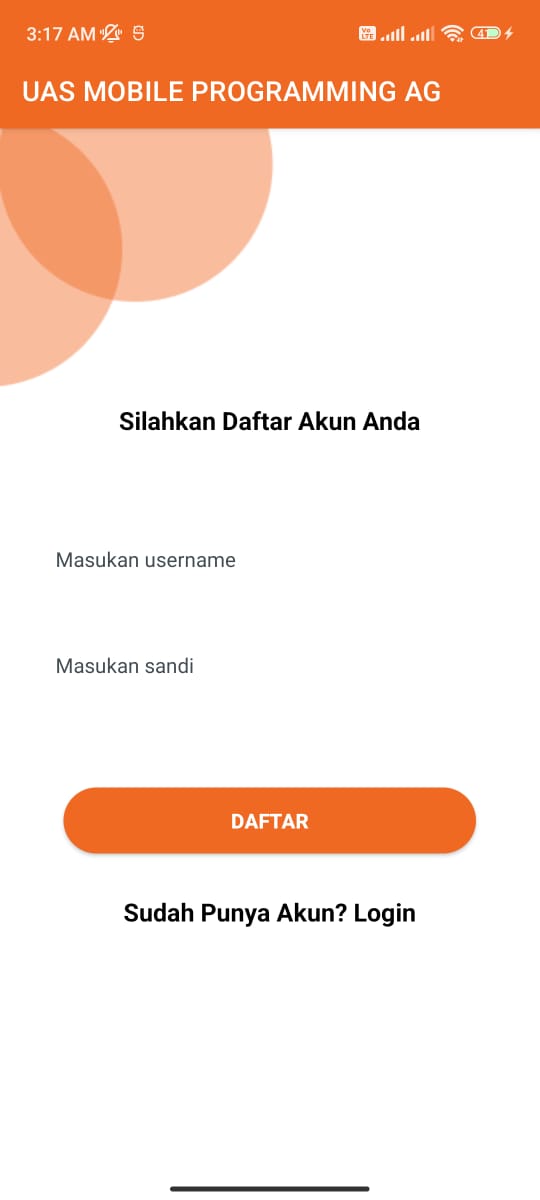 3:17 AM
Vo
LTE
41
UAS MOBILE PROGRAMMING AG
Silahkan Daftar Akun Anda
Masukan username
Masukan sandi
DAFTAR
Sudah Punya Akun? Login